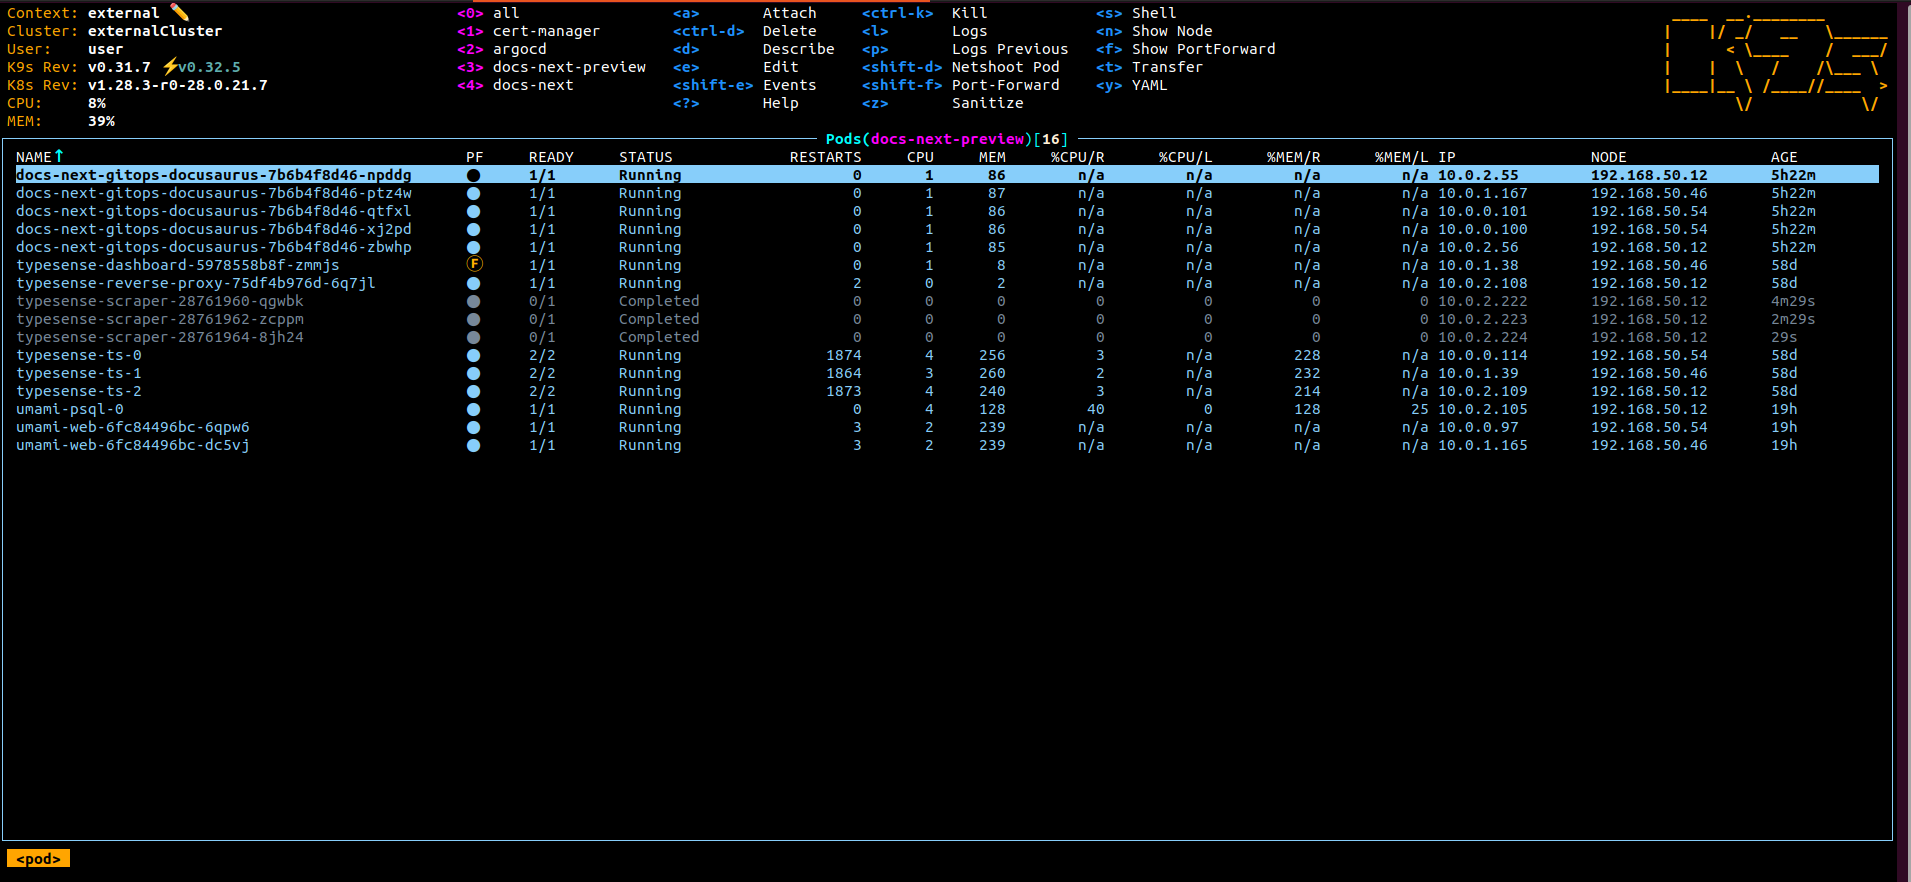 Context: external ✏️ <0> all <a> Attach <ctrl-k> Kill <s> Shell
Cluster: externalCluster <1> cert-manager <ctrl-d> Delete <l> Logs <n> Show Node
User: user <2> argocd <d> Describe <p> Logs Previous <f> Show PortForward
K9s Rev: v0.31.7 ⚡v0.32.5 <3> docs-next-preview <e> Edit <shift-d> Netshoot Pod <t> Transfer
K8s Rev: v1.28.3-r0-28.0.21.7 <4> docs-next <shift-e> Events <shift-f> Port-Forward <y> YAML
CPU: 8% <?> Help <z> Sanitize
MEM: 39%
Pods(docs-next-preview)[16]
NAME↑ PF READY STATUS RESTARTS CPU MEM %CPU/R %CPU/L %MEM/R %MEM/L IP NODE AGE
docs-next-gitops-docusaurus-7b6b4f8d46-npddg ● 1/1 Running 0 1 86 n/a n/a n/a n/a 10.0.2.55 192.168.50.12 5h22m
docs-next-gitops-docusaurus-7b6b4f8d46-ptz4w ● 1/1 Running 0 1 87 n/a n/a n/a n/a 10.0.1.167 192.168.50.46 5h22m
docs-next-gitops-docusaurus-7b6b4f8d46-qtfxl ● 1/1 Running 0 1 86 n/a n/a n/a n/a 10.0.0.101 192.168.50.54 5h22m
docs-next-gitops-docusaurus-7b6b4f8d46-xj2pd ● 1/1 Running 0 1 86 n/a n/a n/a n/a 10.0.0.100 192.168.50.54 5h22m
docs-next-gitops-docusaurus-7b6b4f8d46-zbwhp ● 1/1 Running 0 1 85 n/a n/a n/a n/a 10.0.2.56 192.168.50.12 5h22m
typesense-dashboard-5978558b8f-zmmjs Ⓕ 1/1 Running 0 1 8 n/a n/a n/a n/a 10.0.1.38 192.168.50.46 58d
typesense-reverse-proxy-75df4b976d-6q7jl ● 1/1 Running 2 0 2 n/a n/a n/a n/a 10.0.2.108 192.168.50.12 58d
typesense-scraper-28761960-qgwbk ● 0/1 Completed 0 0 0 0 0 0 0 10.0.2.222 192.168.50.12 4m29s
typesense-scraper-28761962-zcppm ● 0/1 Completed 0 0 0 0 0 0 0 10.0.2.223 192.168.50.12 2m29s
typesense-scraper-28761964-8jh24 ● 0/1 Completed 0 0 0 0 0 0 0 10.0.2.224 192.168.50.12 29s
typesense-ts-0 ● 2/2 Running 1874 4 256 3 n/a 228 n/a 10.0.0.114 192.168.50.54 58d
typesense-ts-1 ● 2/2 Running 1864 3 260 2 n/a 232 n/a 10.0.1.39 192.168.50.46 58d
typesense-ts-2 ● 2/2 Running 1873 4 240 3 n/a 214 n/a 10.0.2.109 192.168.50.12 58d
umami-psql-0 ● 1/1 Running 0 4 128 40 0 128 25 10.0.2.105 192.168.50.12 19h
umami-web-6fc84496bc-6qpw6 ● 1/1 Running 3 2 239 n/a n/a n/a n/a 10.0.0.97 192.168.50.54 19h
umami-web-6fc84496bc-dc5vj ● 1/1 Running 3 2 239 n/a n/a n/a n/a 10.0.1.165 192.168.50.46 19h
<pod>